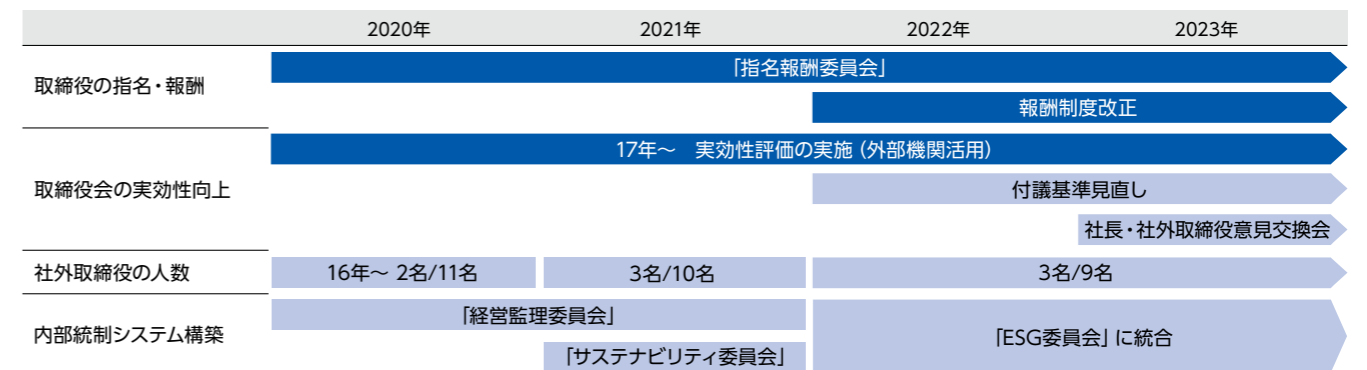 2020年 2021年 2022年 2023年
取締役の指名・報酬
「指名報酬委員会」
報酬制度改正
取締役会の実効性向上
17年～ 実効性評価の実施（外部機関活用）
付議基準見直し
社長・社外取締役意見交換会
社外取締役の人数
16年～ 2名/11名
3名/10名
3名/9名
内部統制システム構築
「経営監理委員会」
「サステナビリティ委員会」
「ESG委員会」に統合